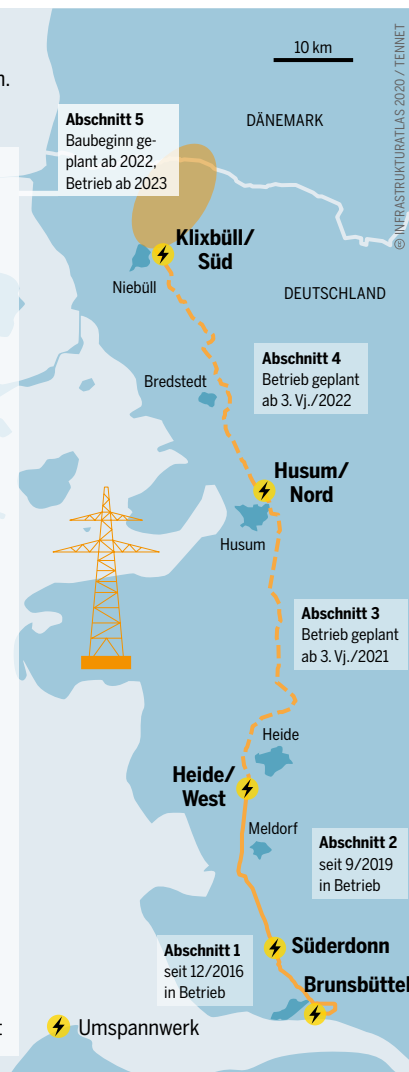 n.
10 km
© INFRASTRUKTURATLAS 2020 / TENNET
Abschnitt 5
Baubeginn ge-
plant ab 2022,
Betrieb ab 2023
DÄNEMARK
Klixbüll/
Süd
Niebüll
DEUTSCHLAND
Abschnitt 4
Betrieb geplant
ab 3. Vj./2022
Bredstedt
Husum/
Nord
Husum
Abschnitt 3
Betrieb geplant
ab 3. Vj./2021
Heide
Heide/
West
Meldorf
Abschnitt 2
seit 9/2019
in Betrieb
Süderdonn
Abschnitt 1
seit 12/2016
in Betrieb
Brunsbüttel
t
Umspannwerk